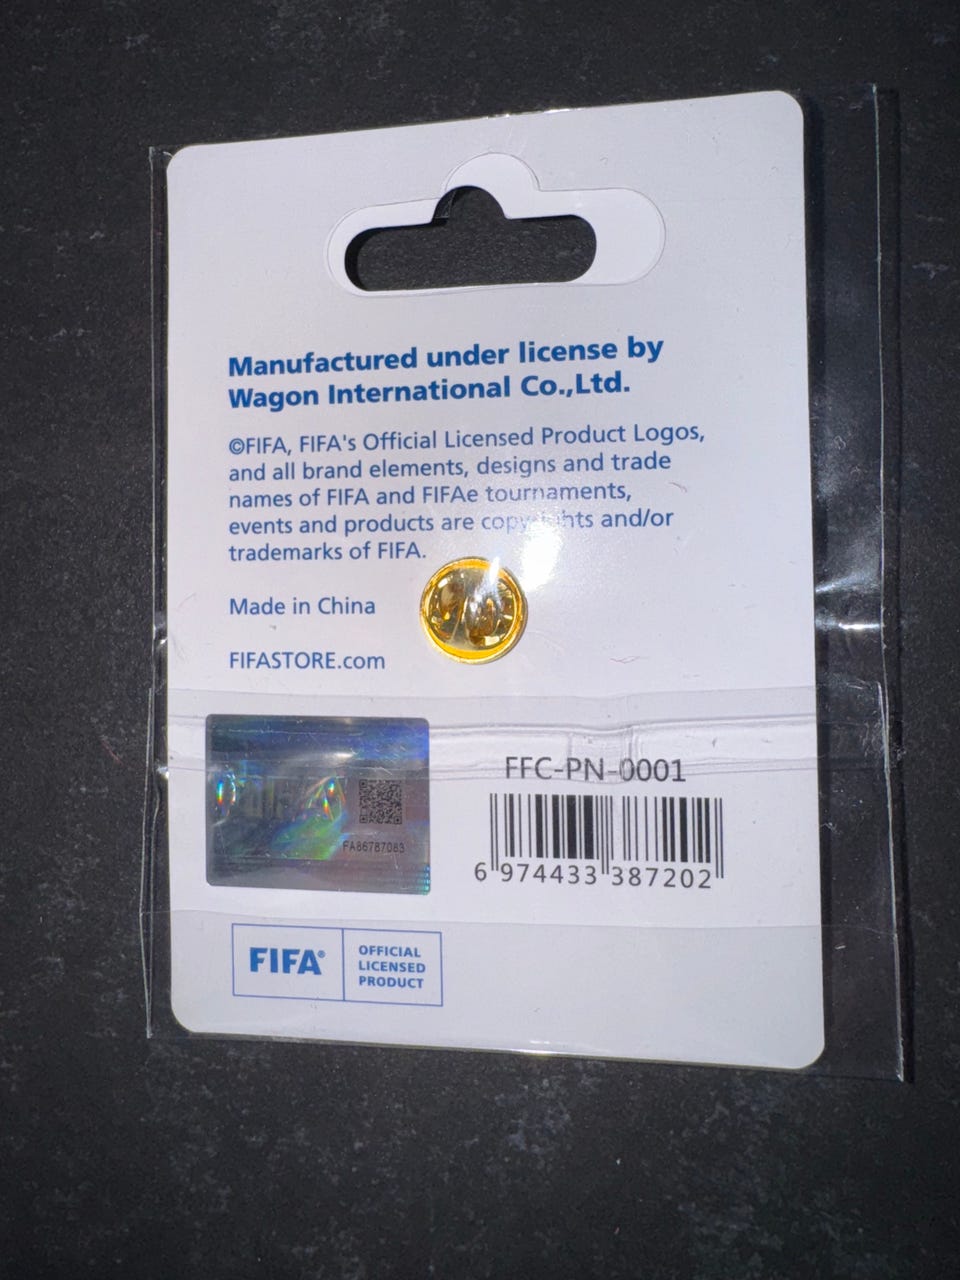 Manufactured under license by
Wagon International Co.,Ltd.
©FIFA, FIFA's Official Licensed Product Logos,
and all brand elements, designs and trade
names of FIFA and FIFAe tournaments,
events and products are copyrights and/or
trademarks of FIFA.
Made in China
FIFASTORE.com
FA86787083
FFC-PN-0001
6 974433 387202
FIFA®
OFFICIAL
LICENSED
PRODUCT